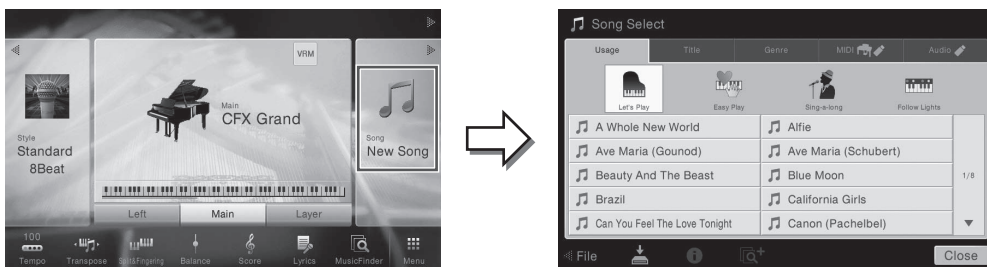 VRM
Style
Standard
8Beat
Main
CFX Grand
Song
New Song
Left Main Layer
100
Tempo Transpose Split&Fingering Balance Score Lyrics MusicFinder Menu
Song Select
Usage Title Genre MIDI Audio
Let's Play Easy Play Sing-a-long Follow Lights
A Whole New World Alfie
Ave Maria (Gounod) Ave Maria (Schubert)
Beauty And The Beast Blue Moon
1/8
Brazil California Girls
Can You Feel The Love Tonight Canon (Pachelbel)
File Close